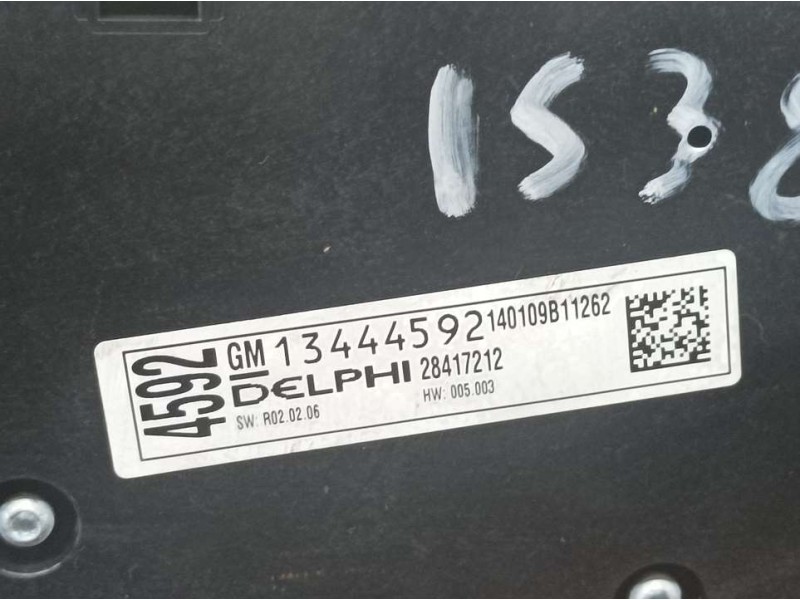 1538
4592
GM 13444592 140109B11262
DELPHI 28417212
SW: R02.02.06 HW: 005.003